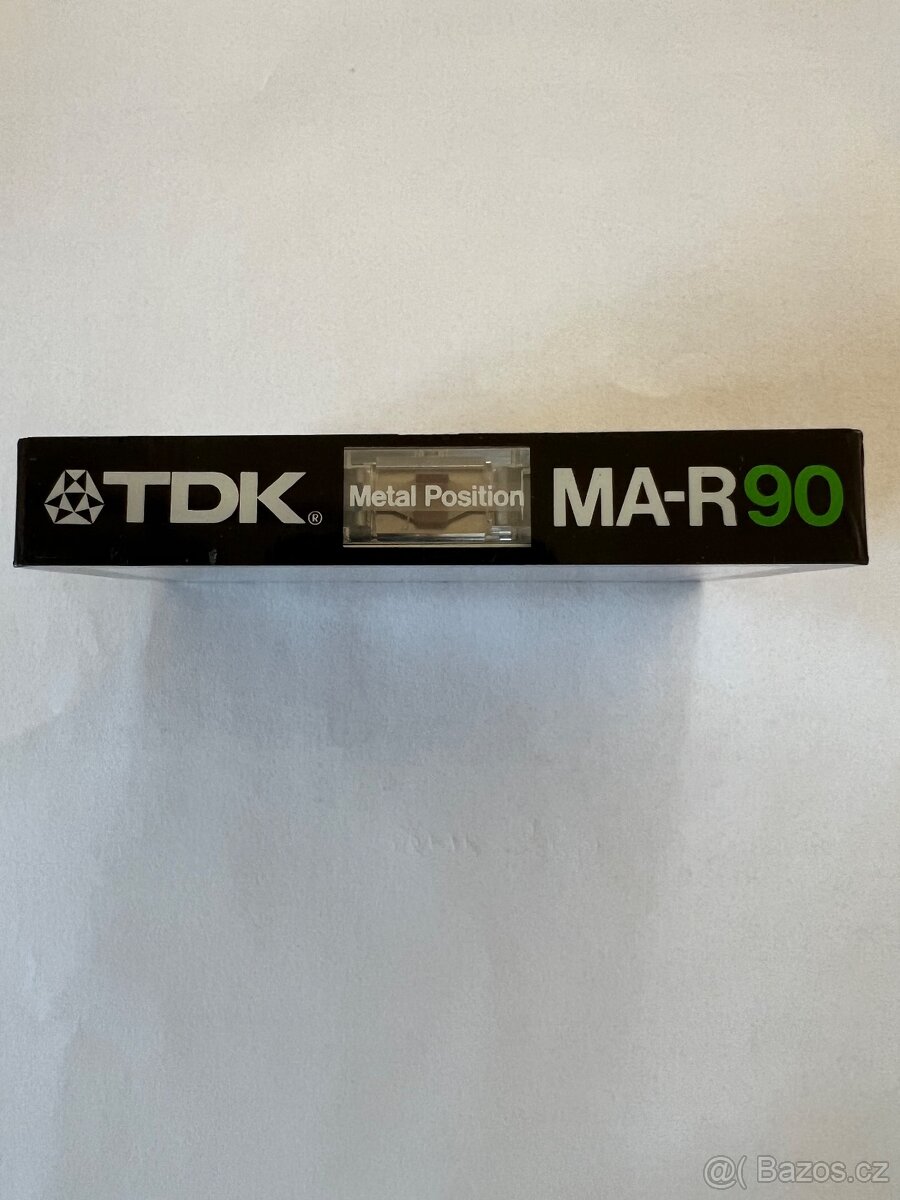 TDK® Metal Position MA-R90
@( Bazos.cz